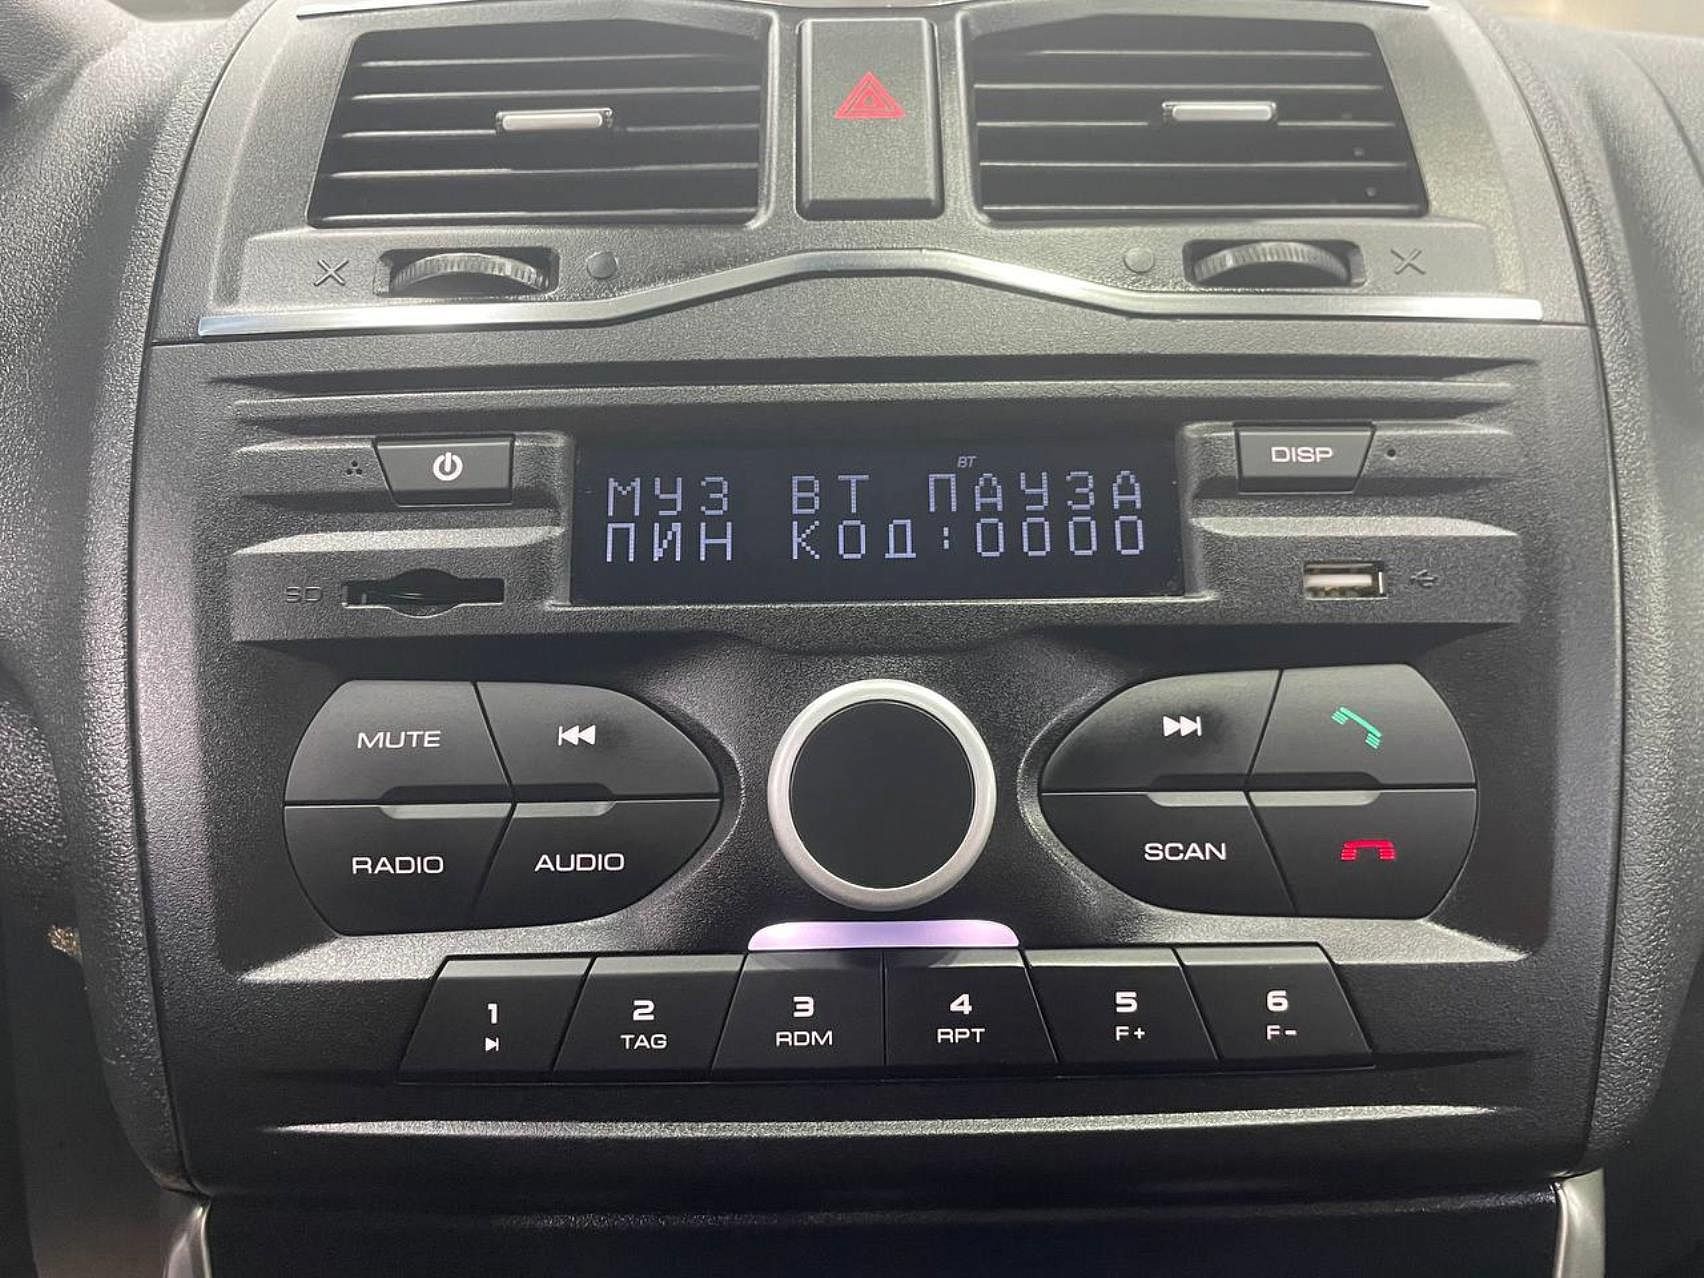 BT
МУЗ ВТ ПАУЗА
ПИН КОД:0000
DISP
SD
MUTE
RADIO
AUDIO
SCAN
1
2
TAG
3
RDM
4
RPT
5
F+
6
F-